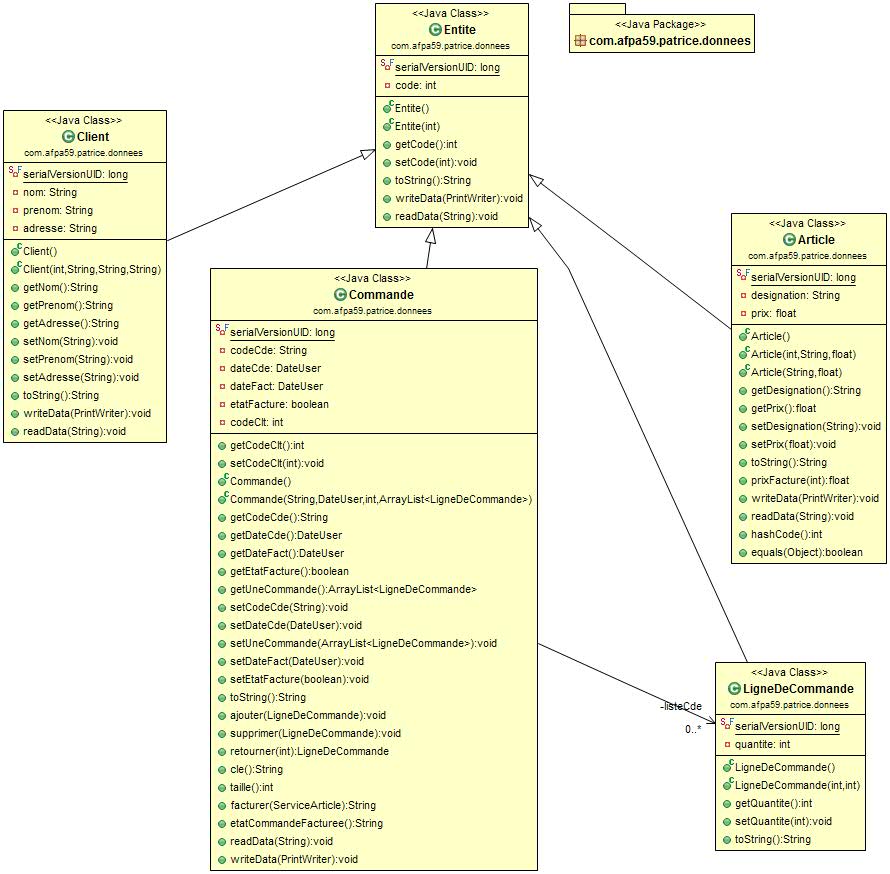 <<Java Class>>
Entite
com.afpa59.patrice.donnees
serialVersionUID: long
code: int
Entite()
Entite(int)
getCode():int
setCode(int):void
toString():String
writeData(PrintWriter):void
readData(String):void
<<Java Package>>
com.afpa59.patrice.donnees
<<Java Class>>
Client
com.afpa59.patrice.donnees
serialVersionUID: long
nom: String
prenom: String
adresse: String
Client()
Client(int,String,String,String)
getNom():String
getPrenom():String
getAdresse():String
setNom(String):void
setPrenom(String):void
setAdresse(String):void
toString():String
writeData(PrintWriter):void
readData(String):void
<<Java Class>>
Commande
com.afpa59.patrice.donnees
serialVersionUID: long
codeCde: String
dateCde: DateUser
dateFact: DateUser
etatFacture: boolean
codeClt: int
getCodeClt():int
setCodeClt(int):void
Commande()
Commande(String,DateUser,int,ArrayList<LigneDeCommande>)
getCodeCde():String
getDateCde():DateUser
getDateFact():DateUser
getEtatFacture():boolean
getUneCommande():ArrayList<LigneDeCommande>
setCodeCde(String):void
setDateCde(DateUser):void
setUneCommande(ArrayList<LigneDeCommande>):void
setDateFact(DateUser):void
setEtatFacture(boolean):void
toString():String
ajouter(LigneDeCommande):void
supprimer(LigneDeCommande):void
retourner(int):LigneDeCommande
cle():String
taille():int
facturer(ServiceArticle):String
etatCommandeFacturee():String
readData(String):void
writeData(PrintWriter):void
<<Java Class>>
Article
com.afpa59.patrice.donnees
serialVersionUID: long
designation: String
prix: float
Article()
Article(int,String,float)
Article(String,float)
getDesignation():String
getPrix():float
setDesignation(String):void
setPrix(float):void
toString():String
prixFacture(int):float
writeData(PrintWriter):void
readData(String):void
hashCode():int
equals(Object):boolean
-listeCde
0..*
<<Java Class>>
LigneDeCommande
com.afpa59.patrice.donnees
serialVersionUID: long
quantite: int
LigneDeCommande()
LigneDeCommande(int,int)
getQuantite():int
setQuantite(int):void
toString():String